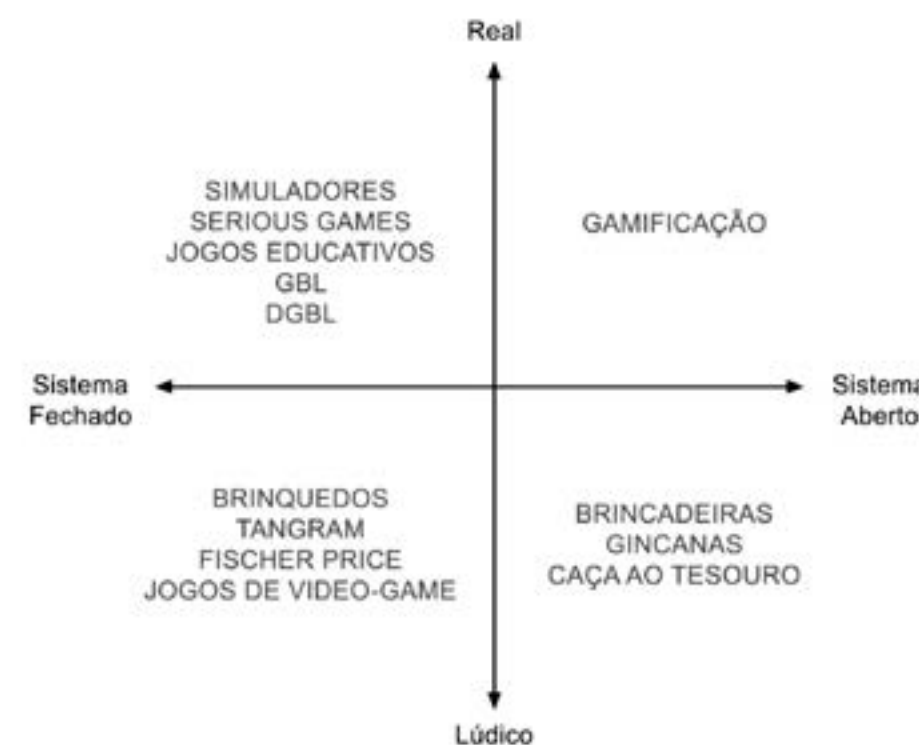 Real
SIMULADORES
SERIOUS GAMES
JOGOS EDUCATIVOS
GBL
DGBL
GAMIFICAÇÃO
Sistema
Fechado
Sistema
Aberto
BRINQUEDOS
TANGRAM
FISCHER PRICE
JOGOS DE VIDEO-GAME
BRINCADEIRAS
GINCANAS
CAÇA AO TESOURO
Lúdico